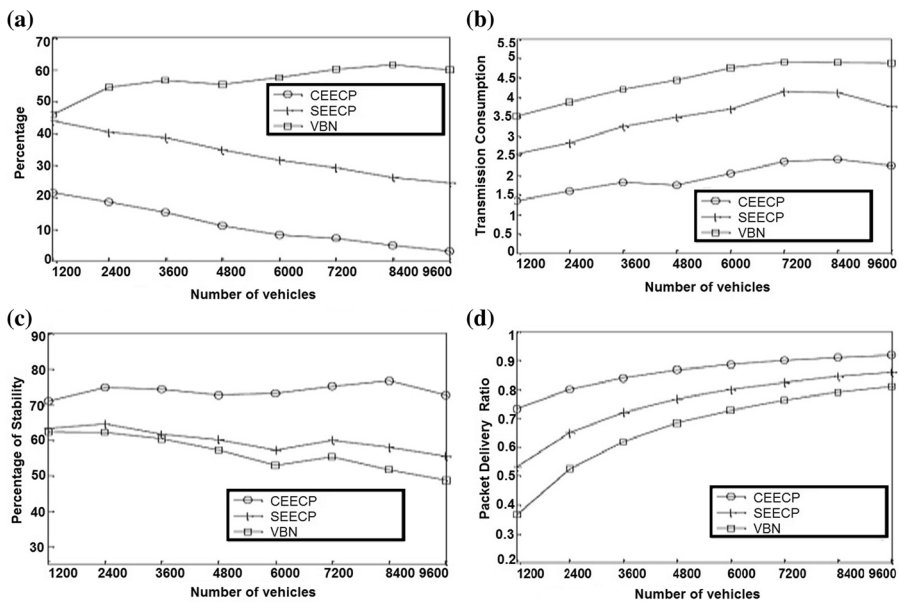 (a)
70
60
50
40
30
20
10
0
Percentage
CEECP
SEECP
VBN
1200 2400 3600 4800 6000 7200 8400 9600
Number of vehicles
(b)
5.5
5
4.5
4
3.5
3
2.5
2
1.5
1
0.5
0
Transmission Consumption
CEECP
SEECP
VBN
1200 2400 3600 4800 6000 7200 8400 9600
Number of vehicles
(c)
90
80
70
60
50
40
30
Percentage of Stability
CEECP
SEECP
VBN
1200 2400 3600 4800 6000 7200 8400 9600
Number of vehicles
(d)
1
0.9
0.8
0.7
0.6
0.5
0.4
0.3
0.2
Packet Delivery Ratio
CEECP
SEECP
VBN
1200 2400 3600 4800 6000 7200 8400 9600
Number of vehicles